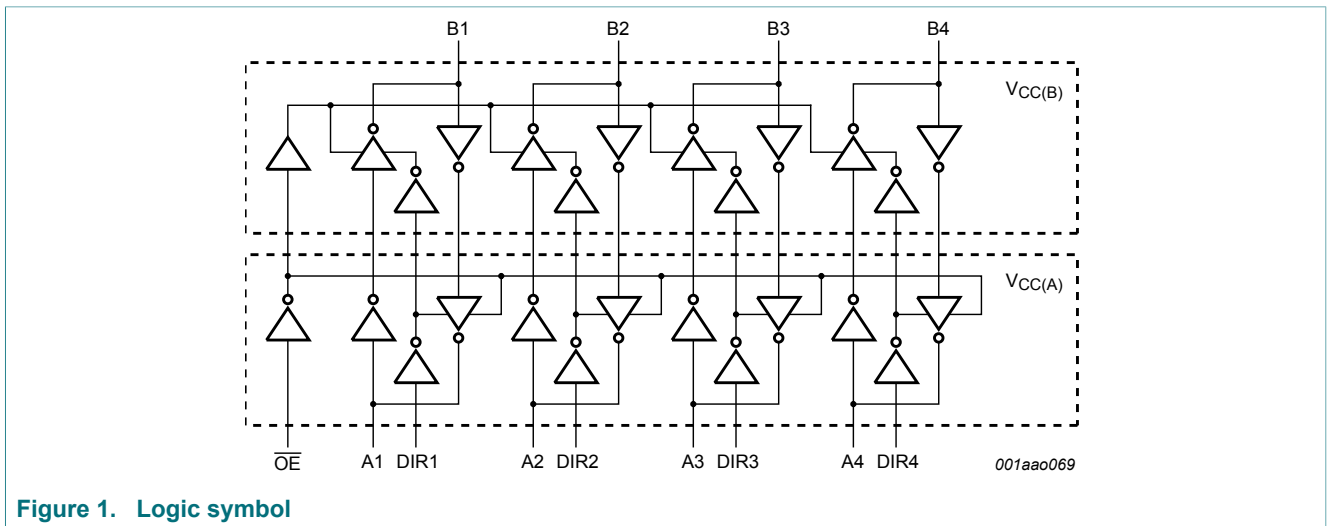 B1 B2 B3 B4
VCC(B)
VCC(A)
OE A1 DIR1 A2 DIR2 A3 DIR3 A4 DIR4
001aao069
Figure 1. Logic symbol